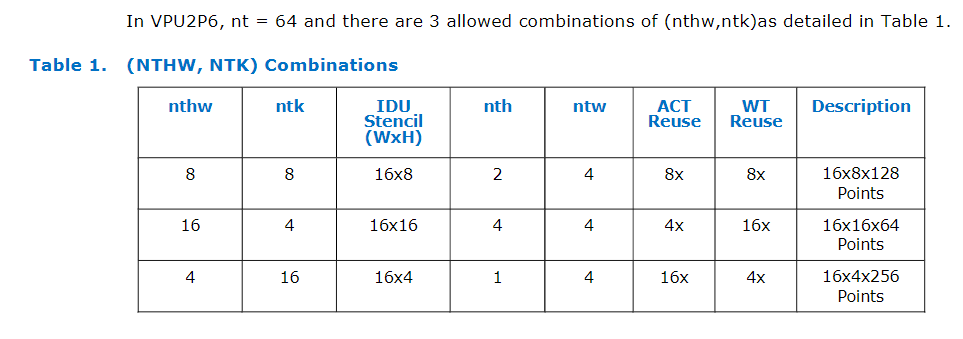 In VPU2P6, nt = 64 and there are 3 allowed combinations of (nthw,ntk)as detailed in Table 1.
Table 1. (NTHW, NTK) Combinations
nthw ntk IDU Stencil (WxH) nth ntw ACT Reuse WT Reuse Description
8 8 16x8 2 4 8x 8x 16x8x128 Points
16 4 16x16 4 4 4x 16x 16x16x64 Points
4 16 16x4 1 4 16x 4x 16x4x256 Points